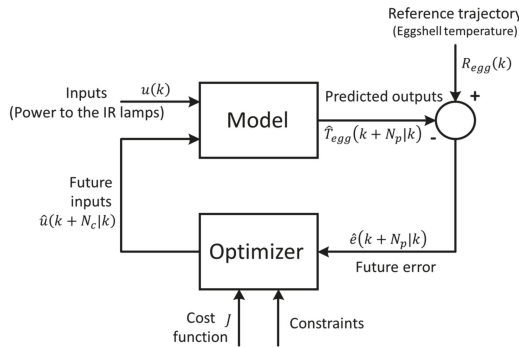 Reference trajectory
(Eggshell temperature)
R_egg(k)
Inputs
(Power to the IR lamps)
u(k)
Model
Predicted outputs
T̂_egg(k + N_p|k)
+
-
Future
inputs
û(k + N_c|k)
Optimizer
ê(k + N_p|k)
Future error
Cost J
function
Constraints